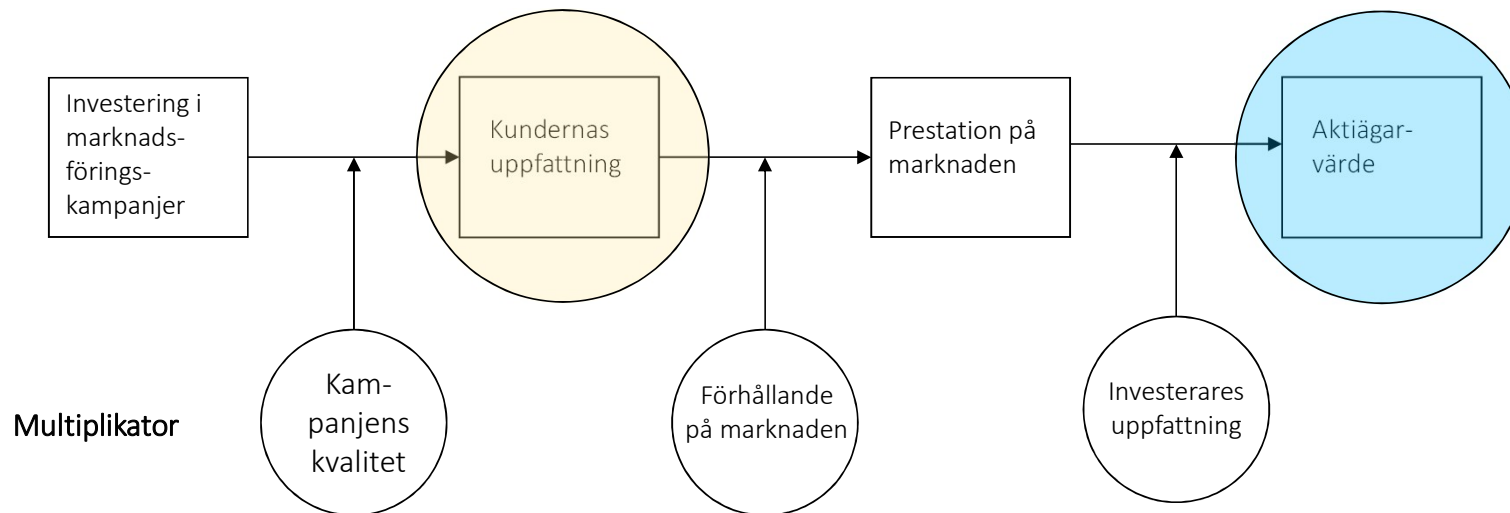 Investering i
marknads-
förings-
kampanjer
Kundernas
uppfattning
Prestation på
marknaden
Aktiägar-
värde
Multiplikator
Kam-
panjens
kvalitet
Förhållande
på marknaden
Investerares
uppfattning